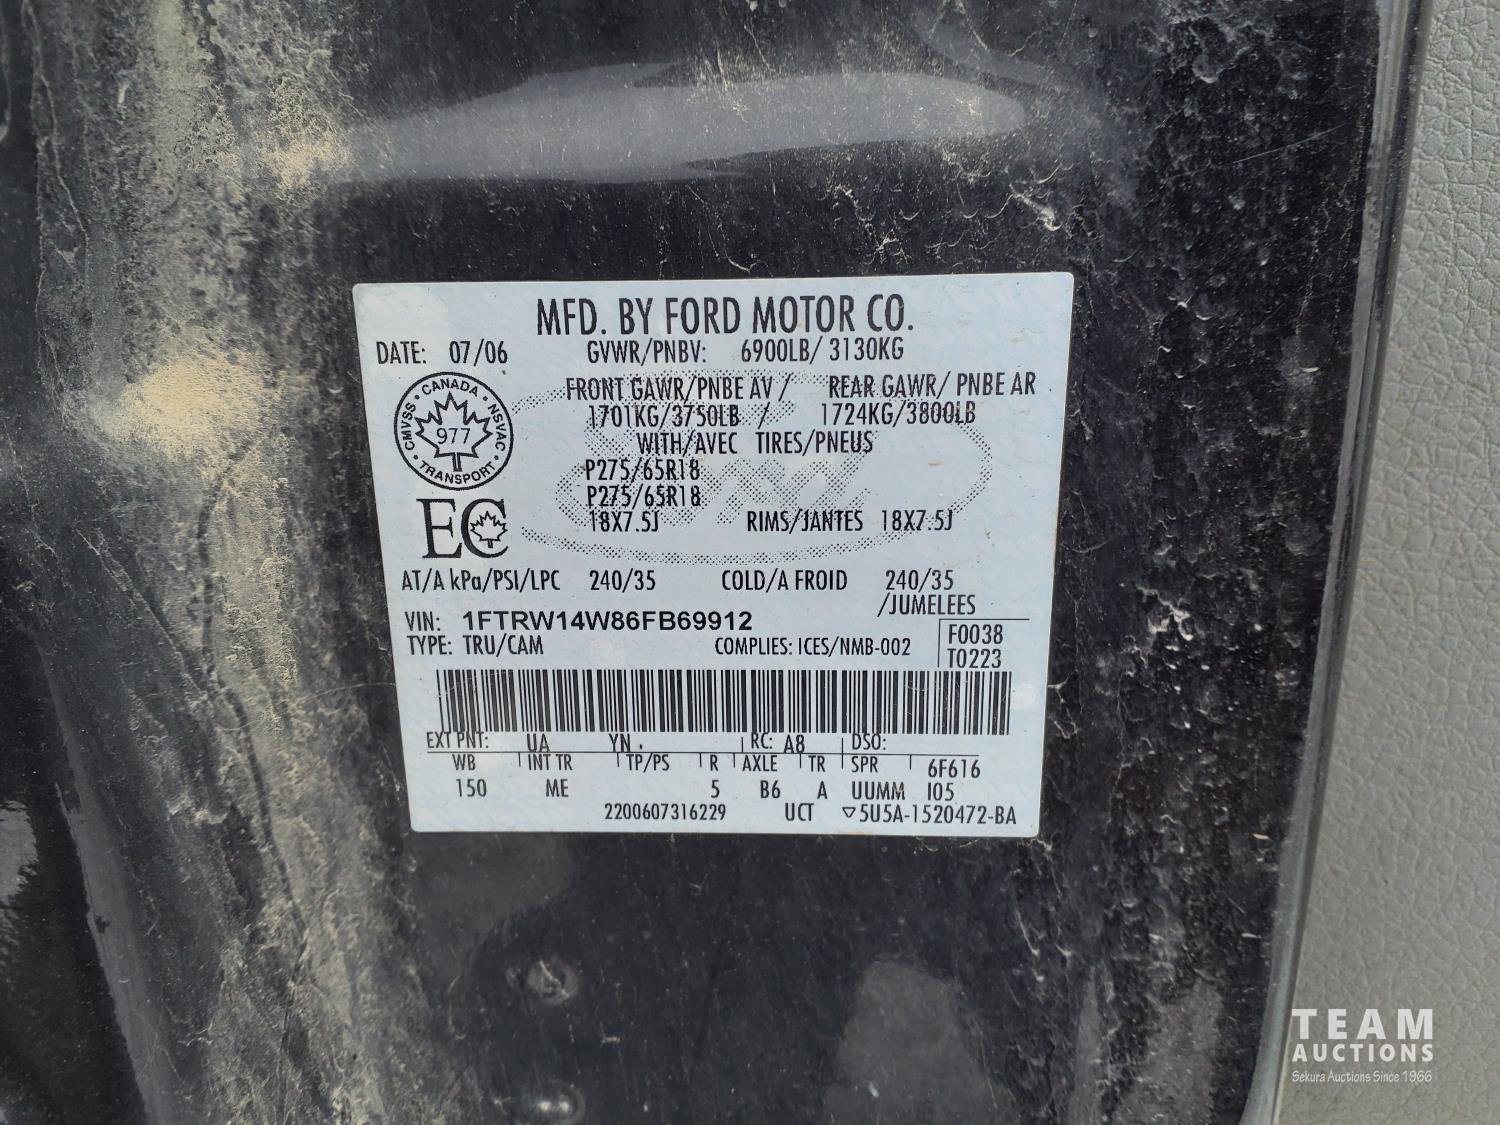 MFD. BY FORD MOTOR CO.
DATE: 07/06 GVWR/PNBV: 6900LB/ 3130KG
FRONT GAWR/PNBE AV / REAR GAWR/ PNBE AR
1701KG/3750LB / 1724KG/3800LB
WITH/AVEC TIRES/PNEUS
P275/65R18
P275/65R18
18X7.5J RIMS/JANTES 18X7.5J
CMVSS • CANADA • NSVAC • TRANSPORT •
977
EC
AT/A kPa/PSI/LPC 240/35 COLD/A FROID 240/35
/JUMELEES
VIN: 1FTRW14W86FB69912
TYPE: TRU/CAM COMPLIES: ICES/NMB-002
F0038
T0223
EXT PNT: UA YN RC: A8 DSO:
WB INT TR TP/PS R AXLE TR SPR 6F616
150 ME 5 B6 A UUMM I05
2200607316229 UCT ▽5U5A-1520472-BA
TEAM
AUCTIONS
Sekura Auctions Since 1966